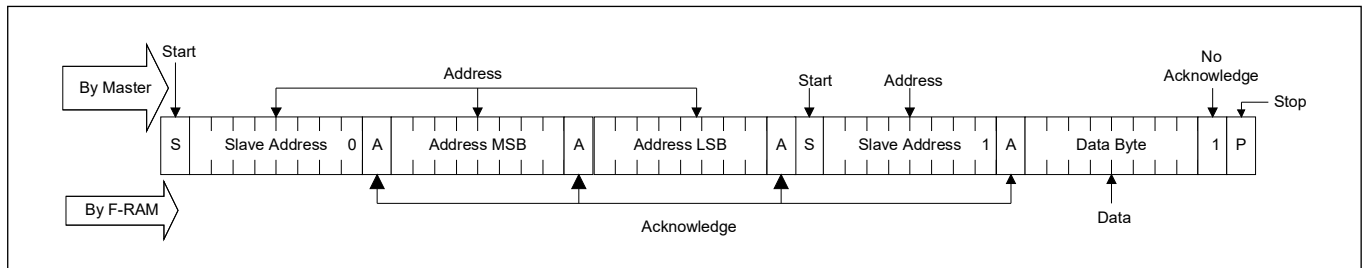 Start
By Master
Address
Start
Address
No
Acknowledge
Stop
S Slave Address 0 A Address MSB A Address LSB A S Slave Address 1 A Data Byte 1 P
By F-RAM
Acknowledge
Data